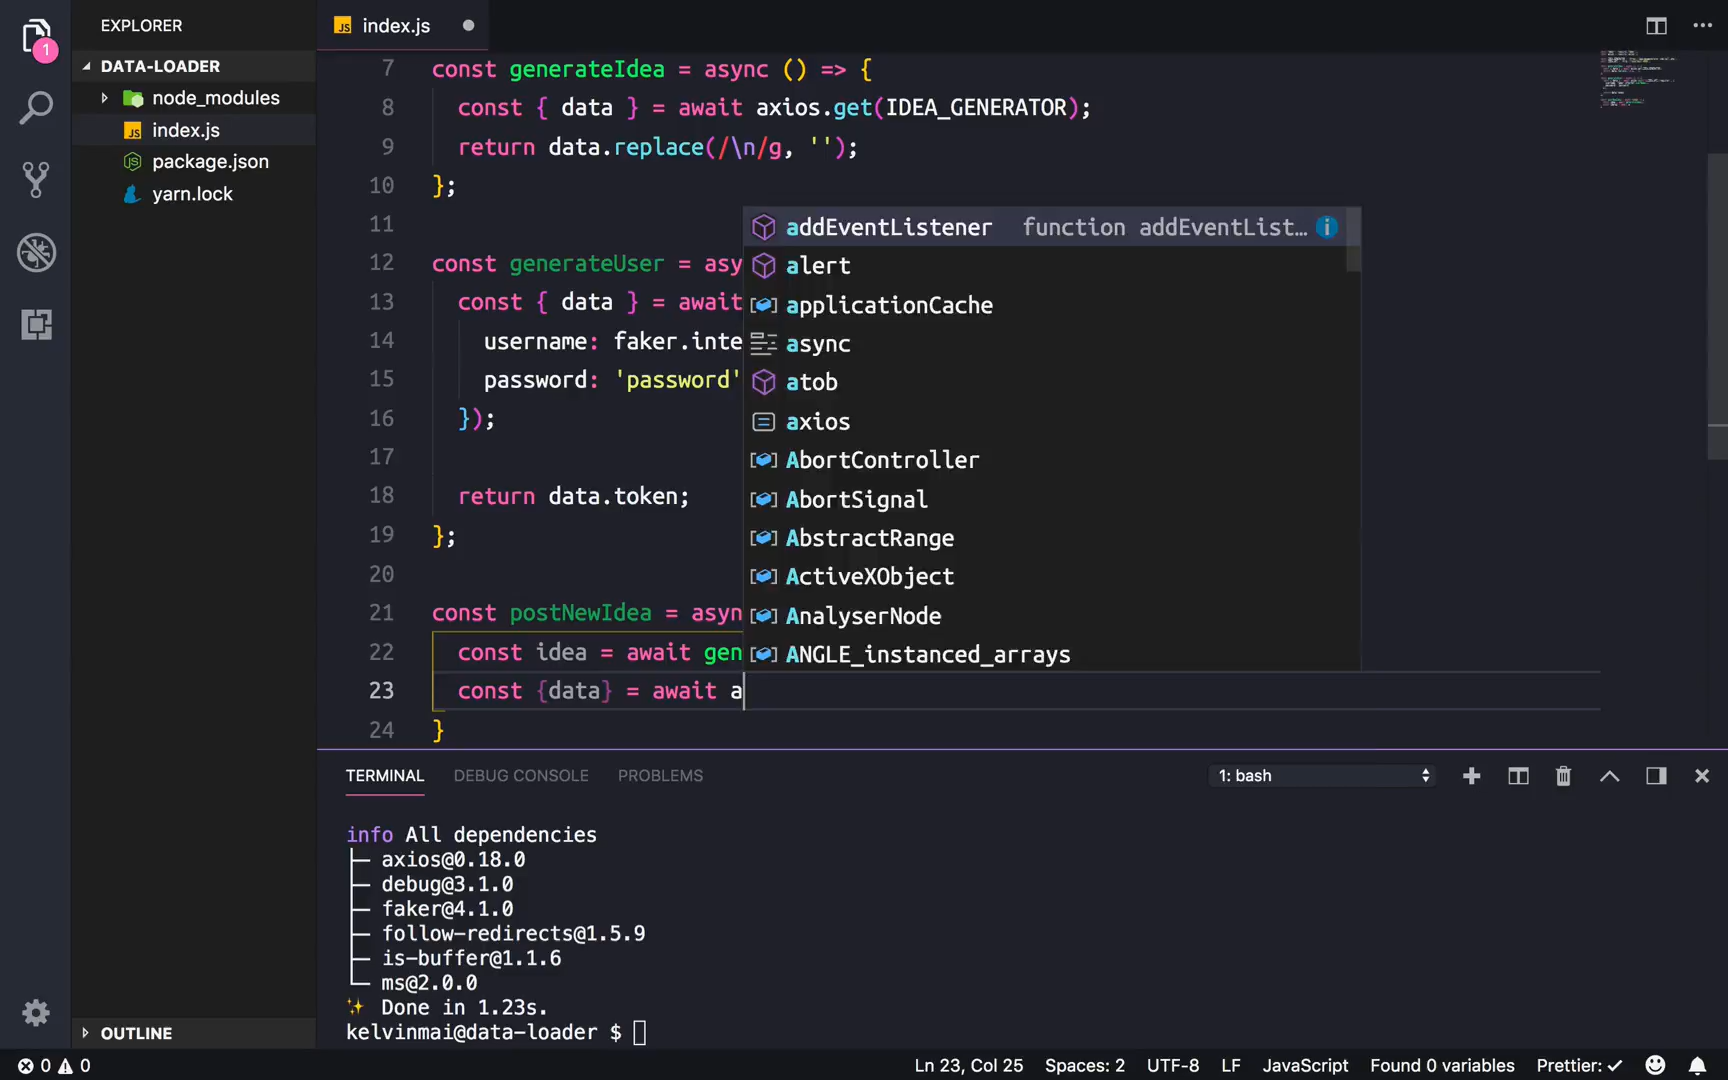 EXPLORER
index.js
1
DATA-LOADER
node_modules
index.js
package.json
yarn.lock
OUTLINE
7 const generateIdea = async () => {
8 const { data } = await axios.get(IDEA_GENERATOR);
9 return data.replace(/\n/g, '');
10 };
11
12 const generateUser = asy
13 const { data } = await
14 username: faker.inte
15 password: 'password'
16 });
17
18 return data.token;
19 };
20
21 const postNewIdea = asyn
22 const idea = await gen
23 const {data} = await a
24 }
addEventListener function addEventList...
alert
applicationCache
async
atob
axios
AbortController
AbortSignal
AbstractRange
ActiveXObject
AnalyserNode
ANGLE_instanced_arrays
TERMINAL DEBUG CONSOLE PROBLEMS 1: bash
info All dependencies
├─ axios@0.18.0
├─ debug@3.1.0
├─ faker@4.1.0
├─ follow-redirects@1.5.9
├─ is-buffer@1.1.6
└─ ms@2.0.0
✨ Done in 1.23s.
kelvinmai@data-loader $
0 0 Ln 23, Col 25 Spaces: 2 UTF-8 LF JavaScript Found 0 variables Prettier: ✓